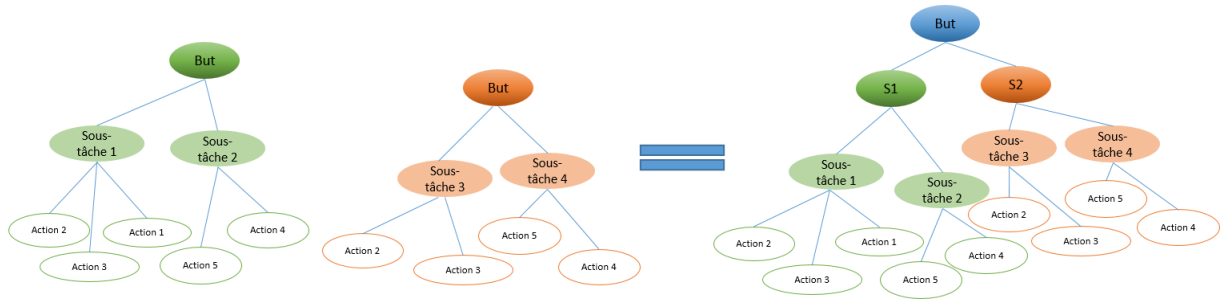 But
Sous-
tâche 1
Sous-
tâche 2
Action 2
Action 1
Action 4
Action 3
Action 5
But
Sous-
tâche 3
Sous-
tâche 4
Action 2
Action 5
Action 3
Action 4
But
S1
S2
Sous-
tâche 1
Sous-
tâche 2
Sous-
tâche 3
Sous-
tâche 4
Action 2
Action 1
Action 3
Action 4
Action 5
Action 2
Action 3
Action 5
Action 4